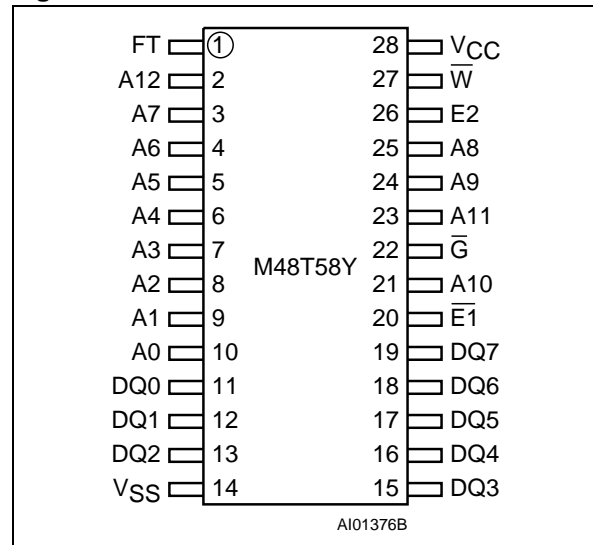 FT 1 28 VCC
A12 2 27 W̅
A7 3 26 E2
A6 4 25 A8
A5 5 24 A9
A4 6 23 A11
A3 7 22 G̅
M48T58Y
A2 8 21 A10
A1 9 20 E̅1̅
A0 10 19 DQ7
DQ0 11 18 DQ6
DQ1 12 17 DQ5
DQ2 13 16 DQ4
VSS 14 15 DQ3
AI01376B